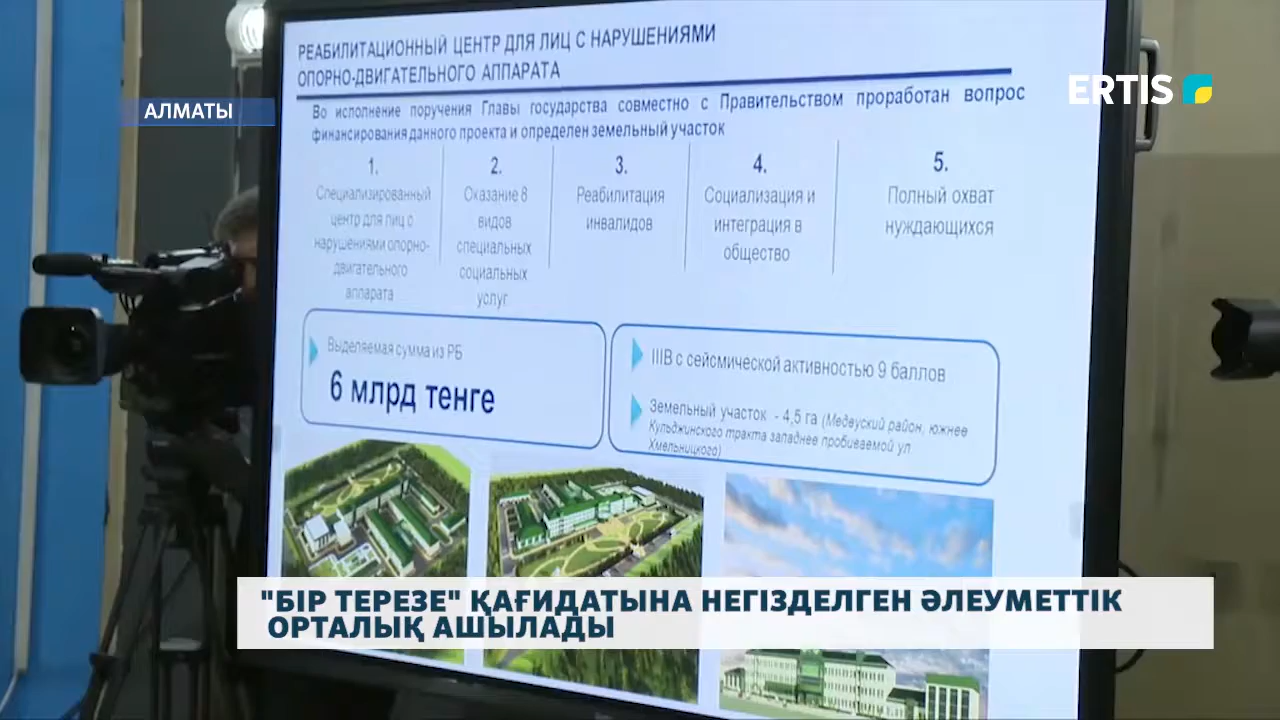 РЕАБИЛИТАЦИОННЫЙ ЦЕНТР ДЛЯ ЛИЦ С НАРУШЕНИЯМИ
ОПОРНО-ДВИГАТЕЛЬНОГО АППАРАТА
ERTIS
АЛМАТЫ
Во исполнение поручения Главы государства совместно с Правительством проработан вопрос
финансирования данного проекта и определен земельный участок
1.
Специализированный
центр для лиц с
нарушениями опорно-
двигательного
аппарата
2.
Оказание 8
видов
специальных
социальных
услуг
3.
Реабилитация
инвалидов
4.
Социализация и
интеграция в
общество
5.
Полный охват
нуждающихся
Выделяемая сумма из РБ
6 млрд тенге
IIIВ с сейсмической активностью 9 баллов
Земельный участок - 4,5 га (Медеуский район, южнее
Кульджинского тракта западнее пробиваемой ул.
Хмельницкого)
"БІР ТЕРЕЗЕ" ҚАҒИДАТЫНА НЕГІЗДЕЛГЕН ӘЛЕУМЕТТІК
ОРТАЛЫҚ АШЫЛАДЫ